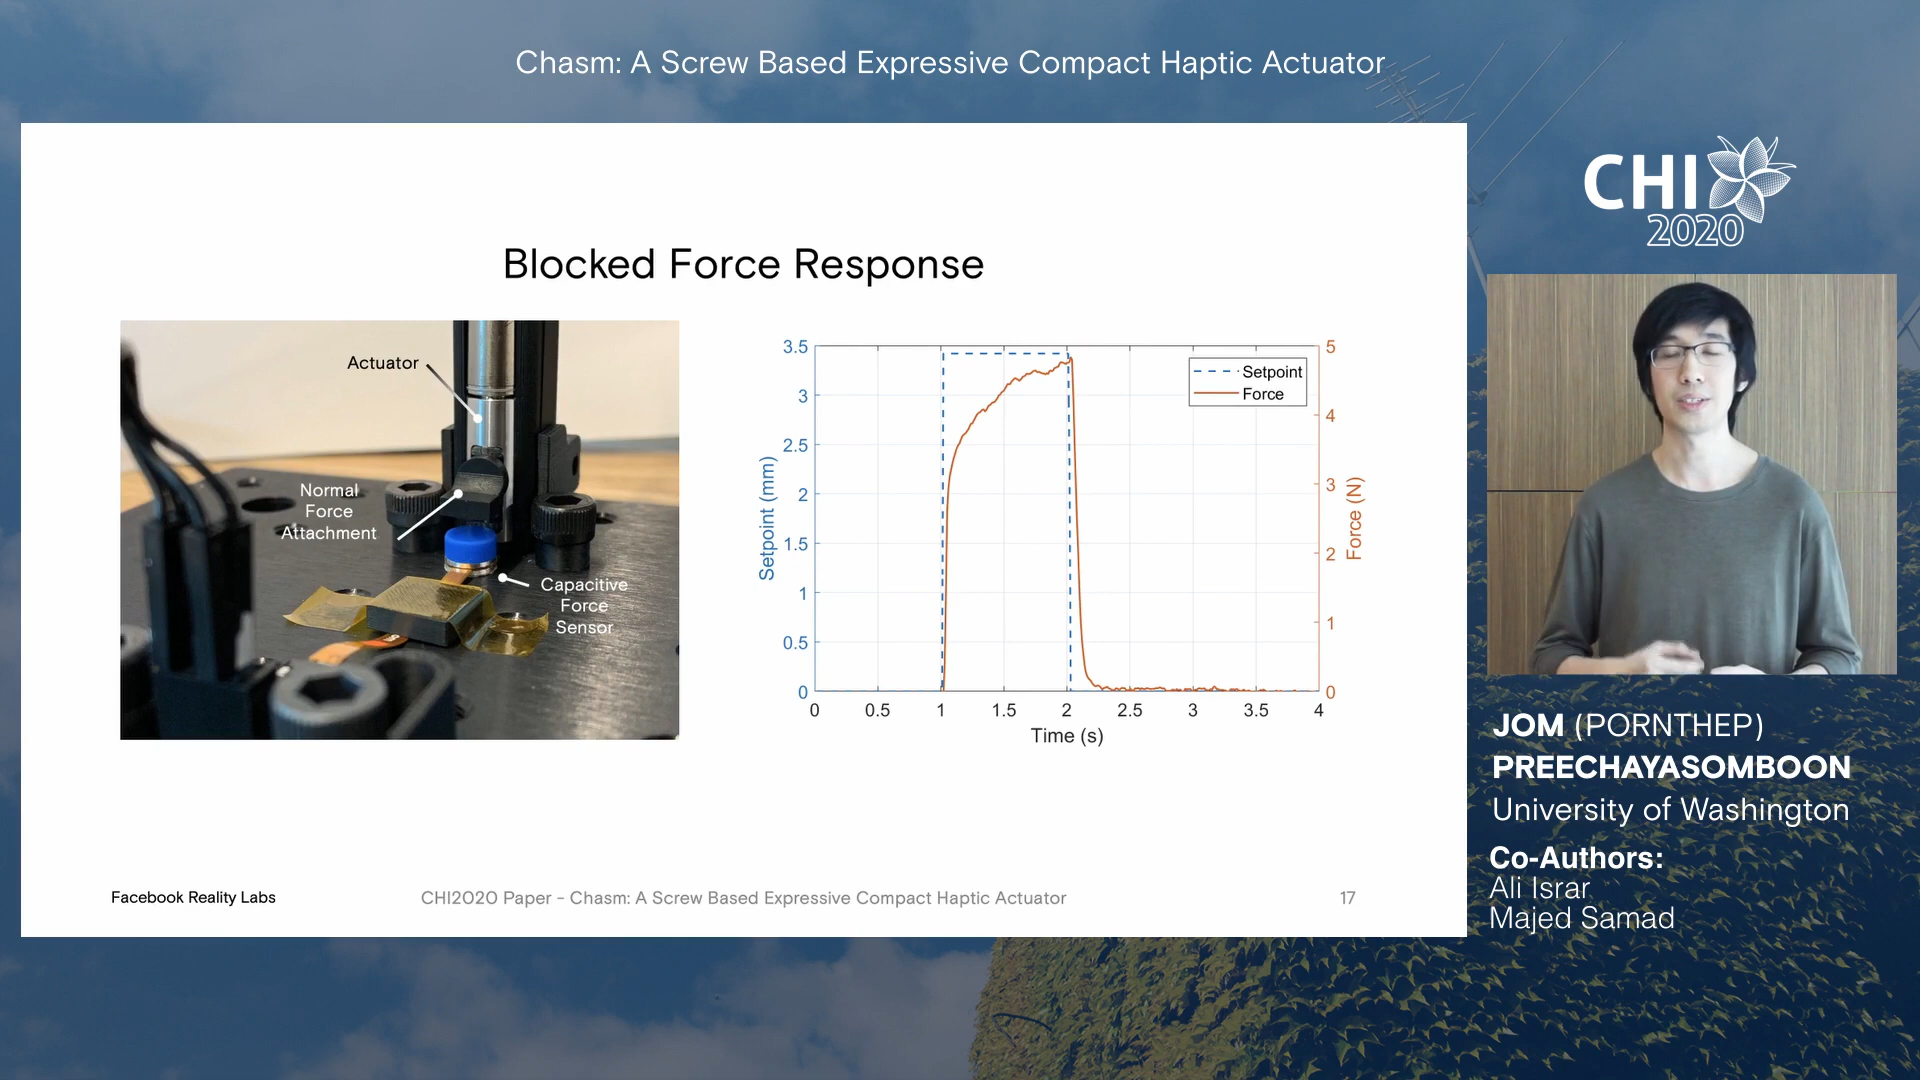 Chasm: A Screw Based Expressive Compact Haptic Actuator
CHI
2020
Blocked Force Response
Actuator
Normal
Force
Attachment
Capacitive
Force
Sensor
3.5
3
2.5
2
1.5
1
0.5
0
Setpoint (mm)
0 0.5 1 1.5 2 2.5 3 3.5 4
Time (s)
5
4
3
2
1
0
Force (N)
Setpoint
Force
Facebook Reality Labs
CHI2020 Paper - Chasm: A Screw Based Expressive Compact Haptic Actuator
17
JOM (PORNTHEP)
PREECHAYASOMBOON
University of Washington
Co-Authors:
Ali Israr
Majed Samad